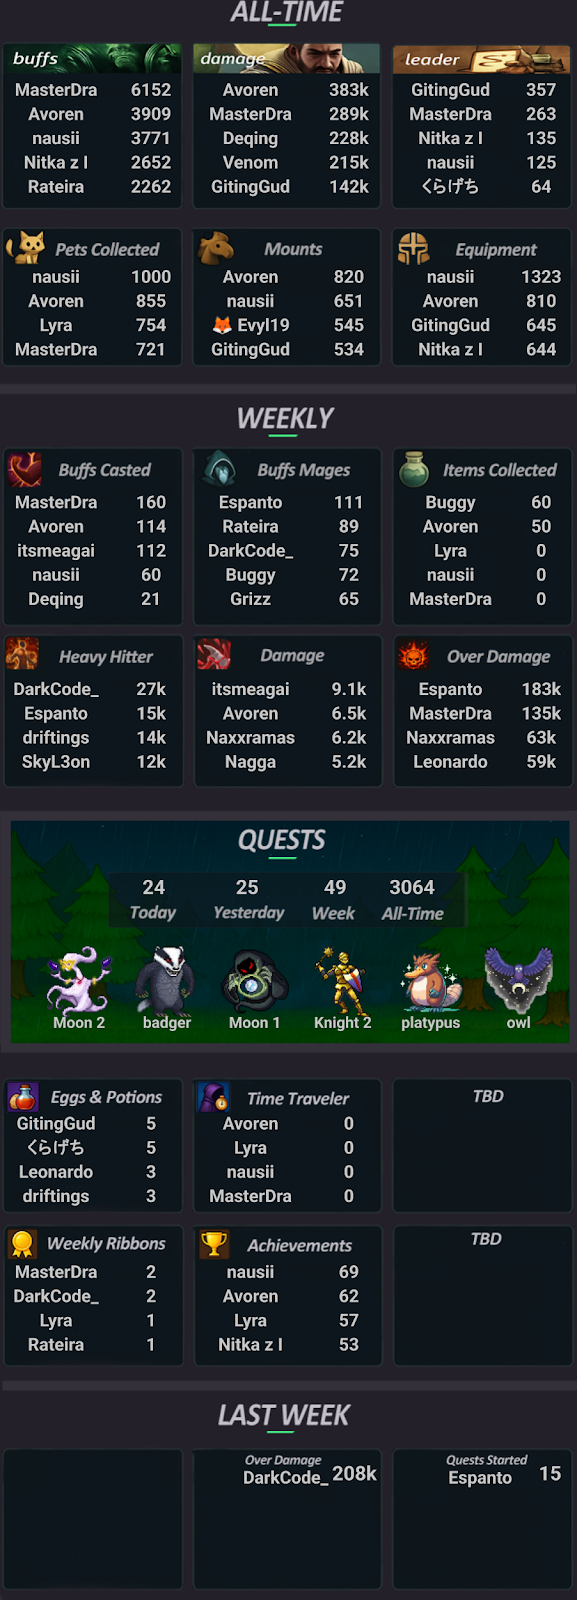 ALL-TIME
buffs
MasterDra 6152
Avoren 3909
nausii 3771
Nitka z I 2652
Rateira 2262
damage
Avoren 383k
MasterDra 289k
Deqing 228k
Venom 215k
GitingGud 142k
leader
GitingGud 357
MasterDra 263
Nitka z I 135
nausii 125
くらげち 64
Pets Collected
nausii 1000
Avoren 855
Lyra 754
MasterDra 721
Mounts
Avoren 820
nausii 651
🦊 Evyl19 545
GitingGud 534
Equipment
nausii 1323
Avoren 810
GitingGud 645
Nitka z I 644
WEEKLY
Buffs Casted
MasterDra 160
Avoren 114
itsmeagai 112
nausii 60
Deqing 21
Buffs Mages
Espanto 111
Rateira 89
DarkCode_ 75
Buggy 72
Grizz 65
Items Collected
Buggy 60
Avoren 50
Lyra 0
nausii 0
MasterDra 0
Heavy Hitter
DarkCode_ 27k
Espanto 15k
driftings 14k
SkyL3on 12k
Damage
itsmeagai 9.1k
Avoren 6.5k
Naxxramas 6.2k
Nagga 5.2k
Over Damage
Espanto 183k
MasterDra 135k
Naxxramas 63k
Leonardo 59k
QUESTS
24 25 49 3064
Today Yesterday Week All-Time
Moon 2 badger Moon 1 Knight 2 platypus owl
Eggs & Potions
GitingGud 5
くらげち 5
Leonardo 3
driftings 3
Time Traveler
Avoren 0
Lyra 0
nausii 0
MasterDra 0
TBD
Weekly Ribbons
MasterDra 2
DarkCode_ 2
Lyra 1
Rateira 1
Achievements
nausii 69
Avoren 62
Lyra 57
Nitka z I 53
TBD
LAST WEEK
Over Damage
DarkCode_ 208k
Quests Started
Espanto 15